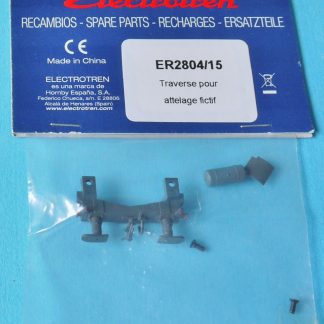 Electrotren
RECAMBIOS - SPARE PARTS - RECHARGES - ERSATZTEILE
CE
Made in China
ELECTROTREN
es una marca de
Hornby España, S.A.
Federico Chueca, s/n E 28806
Alcalá de Henares (Spain)
www.electrotren.com
ER2804/15
Traverse pour
attelage fictif